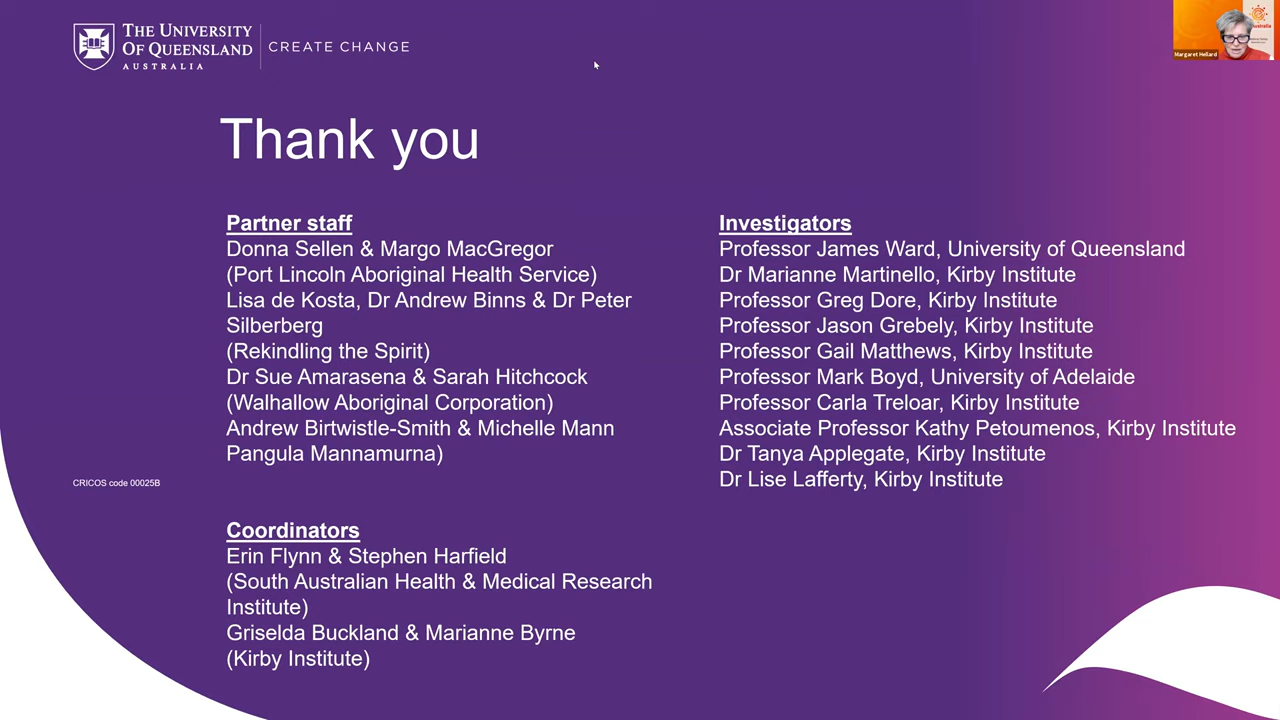 THE UNIVERSITY
OF QUEENSLAND
AUSTRALIA
CREATE CHANGE
Margaret Hellard
Thank you
Partner staff
Donna Sellen & Margo MacGregor
(Port Lincoln Aboriginal Health Service)
Lisa de Kosta, Dr Andrew Binns & Dr Peter
Silberberg
(Rekindling the Spirit)
Dr Sue Amarasena & Sarah Hitchcock
(Walhallow Aboriginal Corporation)
Andrew Birtwistle-Smith & Michelle Mann
Pangula Mannamurna)
CRICOS code 00025B
Coordinators
Erin Flynn & Stephen Harfield
(South Australian Health & Medical Research
Institute)
Griselda Buckland & Marianne Byrne
(Kirby Institute)
Investigators
Professor James Ward, University of Queensland
Dr Marianne Martinello, Kirby Institute
Professor Greg Dore, Kirby Institute
Professor Jason Grebely, Kirby Institute
Professor Gail Matthews, Kirby Institute
Professor Mark Boyd, University of Adelaide
Professor Carla Treloar, Kirby Institute
Associate Professor Kathy Petoumenos, Kirby Institute
Dr Tanya Applegate, Kirby Institute
Dr Lise Lafferty, Kirby Institute